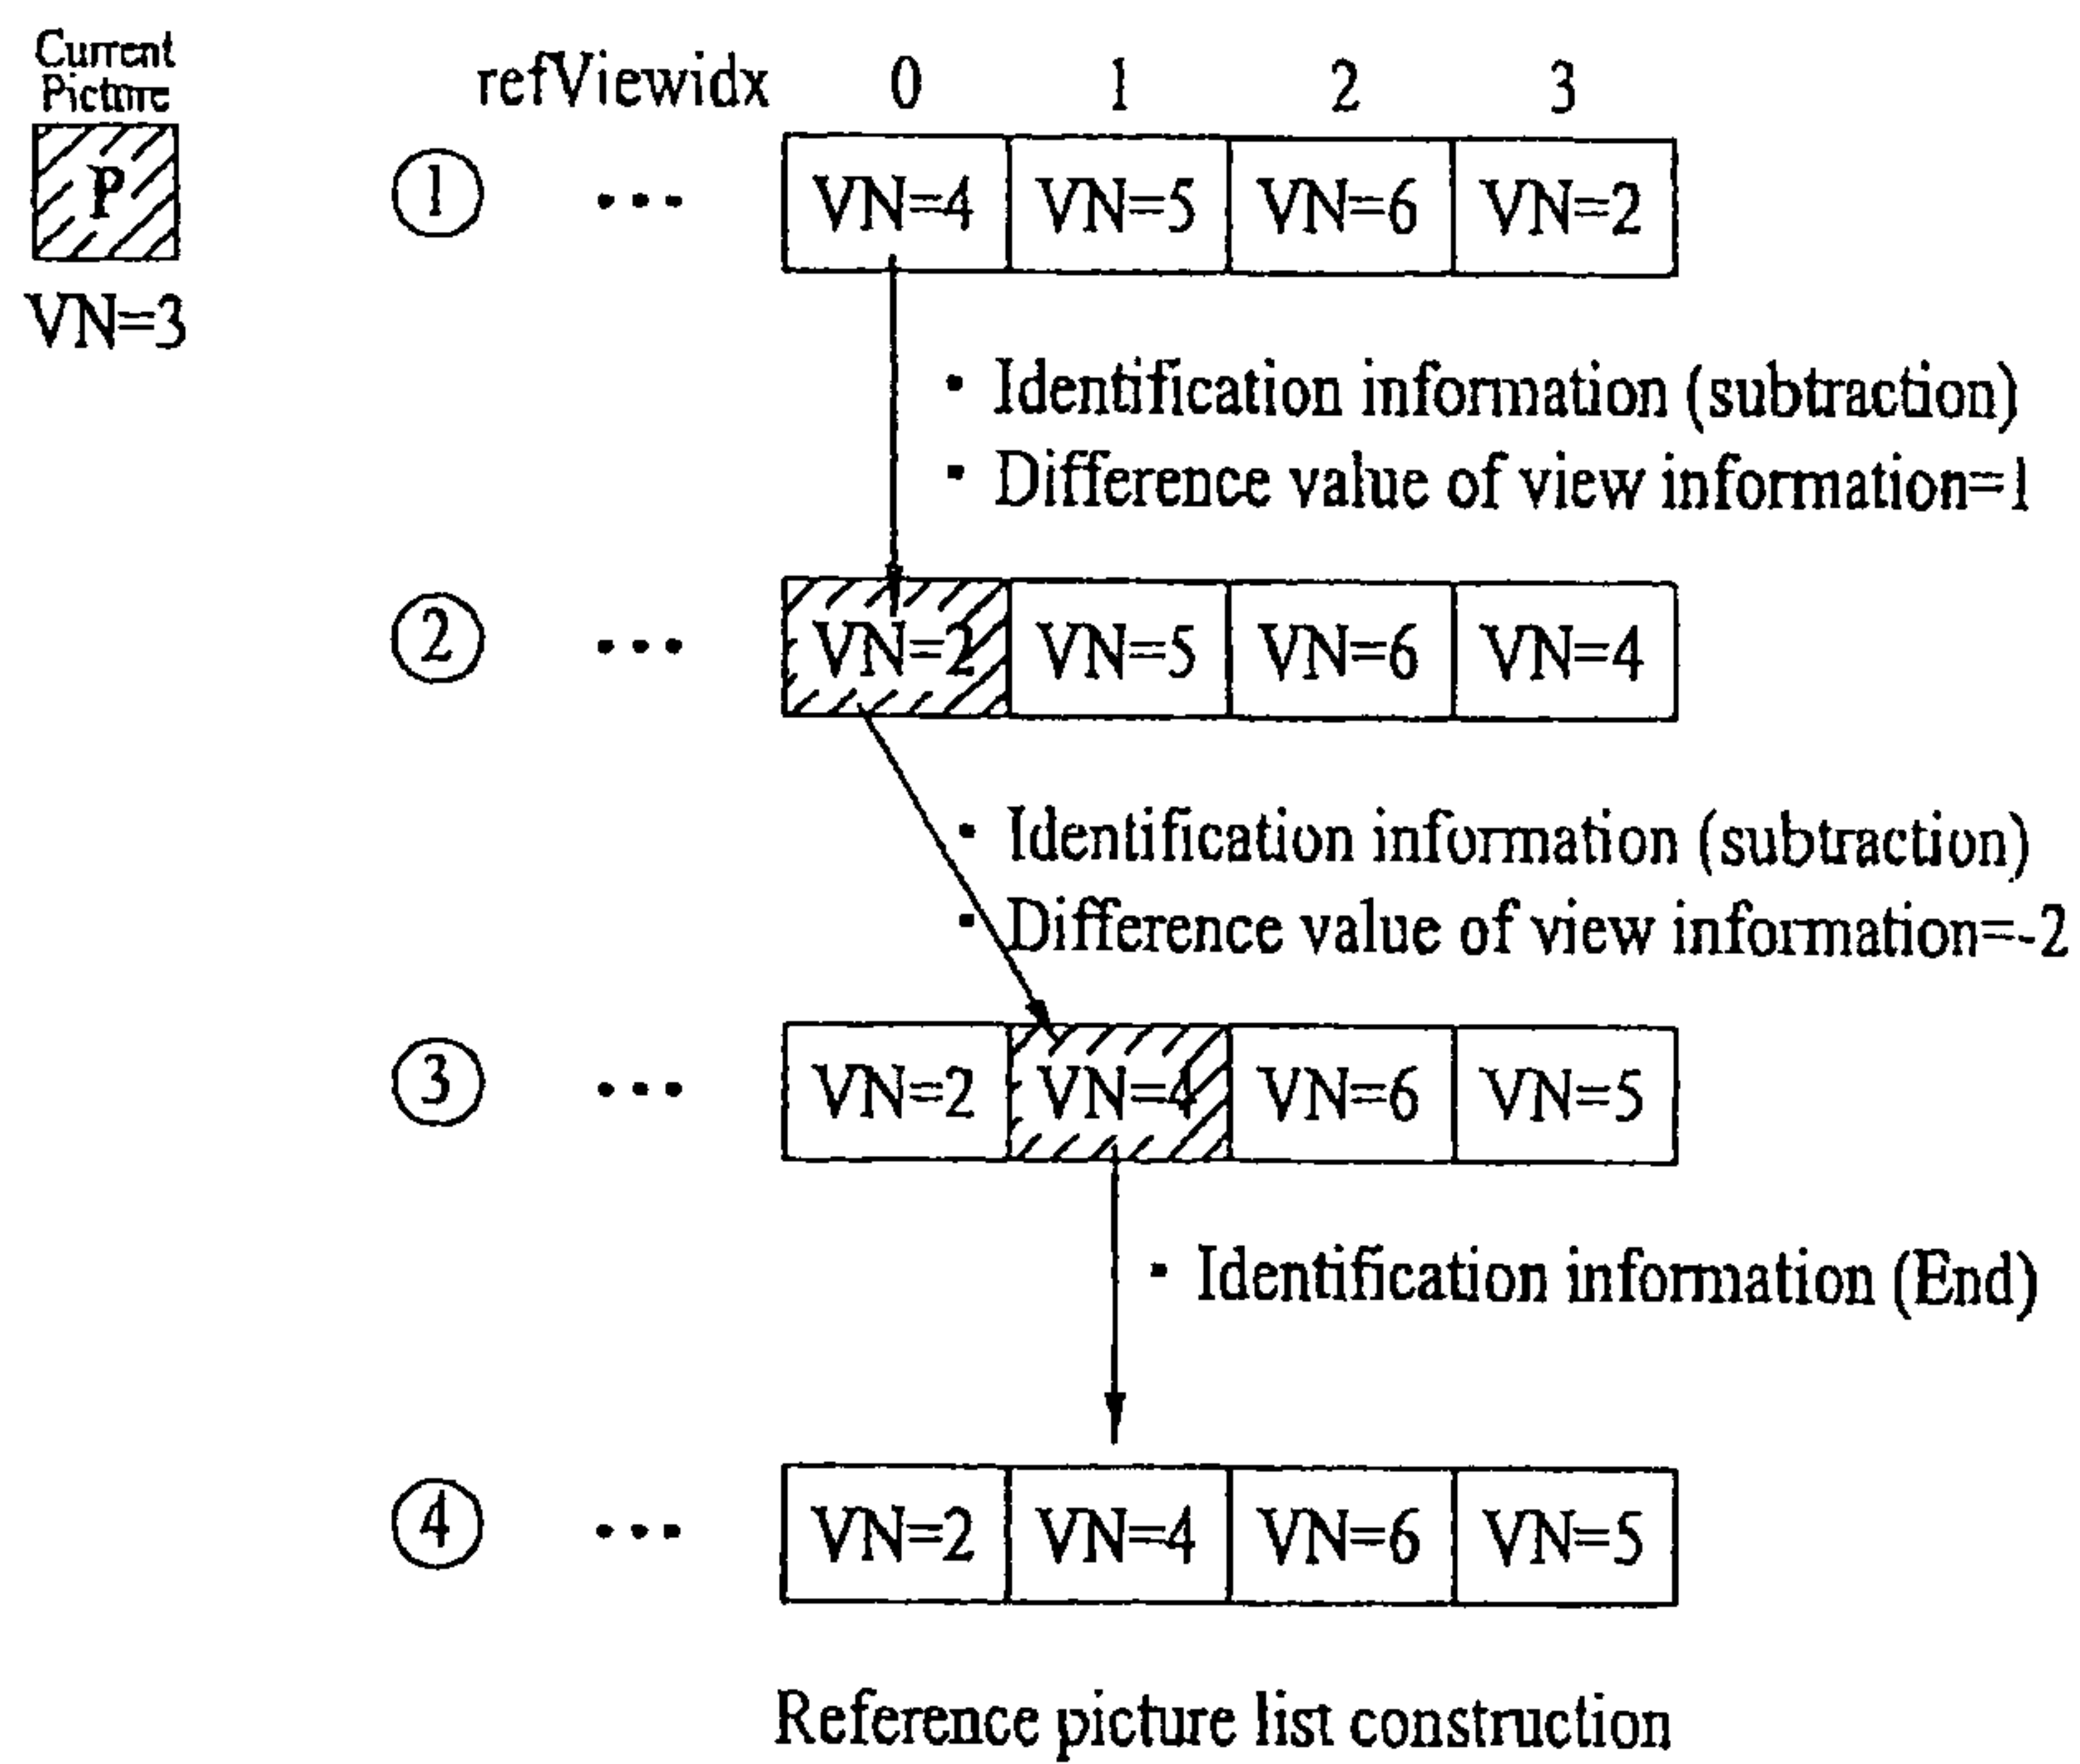 Current
Picture
P
VN=3
refViewidx 0 1 2 3
1 ••• VN=4 VN=5 VN=6 VN=2
• Identification information (subtraction)
• Difference value of view information=1
2 ••• VN=2 VN=5 VN=6 VN=4
• Identification information (subtraction)
• Difference value of view information=-2
3 ••• VN=2 VN=4 VN=6 VN=5
• Identification information (End)
4 ••• VN=2 VN=4 VN=6 VN=5
Reference picture list construction